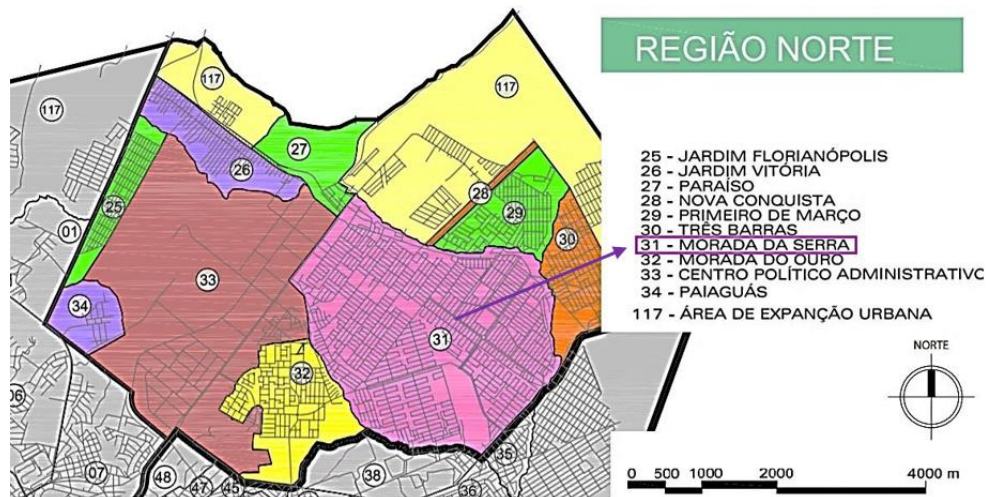 REGIÃO NORTE
25 - JARDIM FLORIANÓPOLIS
26 - JARDIM VITÓRIA
27 - PARAÍSO
28 - NOVA CONQUISTA
29 - PRIMEIRO DE MARÇO
30 - TRÊS BARRAS
31 - MORADA DA SERRA
32 - MORADA DO OURO
33 - CENTRO POLÍTICO ADMINISTRATIVO
34 - PAIAGUÁS
117 - ÁREA DE EXPANÇÃO URBANA
NORTE
0 500 1000 2000 4000 m
117
117
117
27
26
28
25
29
01
30
33
34
31
32
06
07
48
47
45
38
36
35